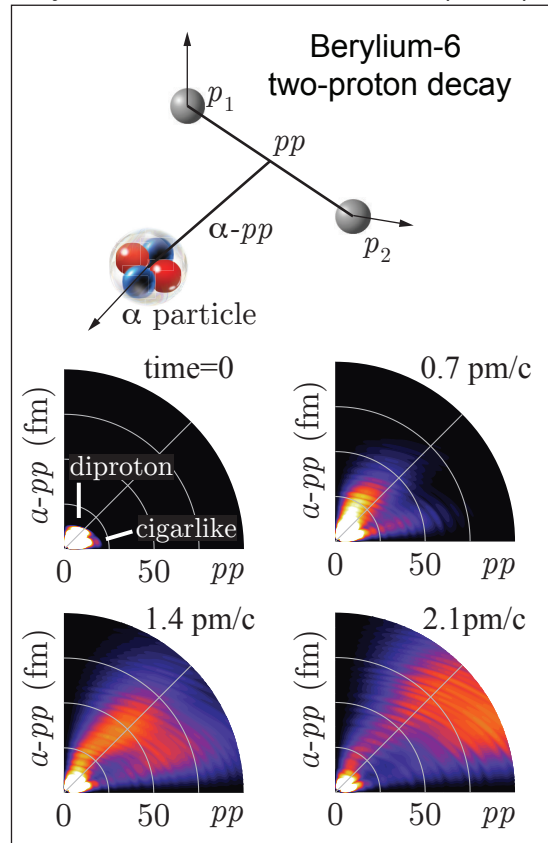 Berylium-6
two-proton decay
p₁
pp
α-pp
p₂
α particle
time=0
0.7 pm/c
a-pp (fm)
diproton
cigarlike
0 50 pp
a-pp (fm)
0 50 pp
1.4 pm/c
2.1pm/c
a-pp (fm)
0 50 pp
a-pp (fm)
0 50 pp